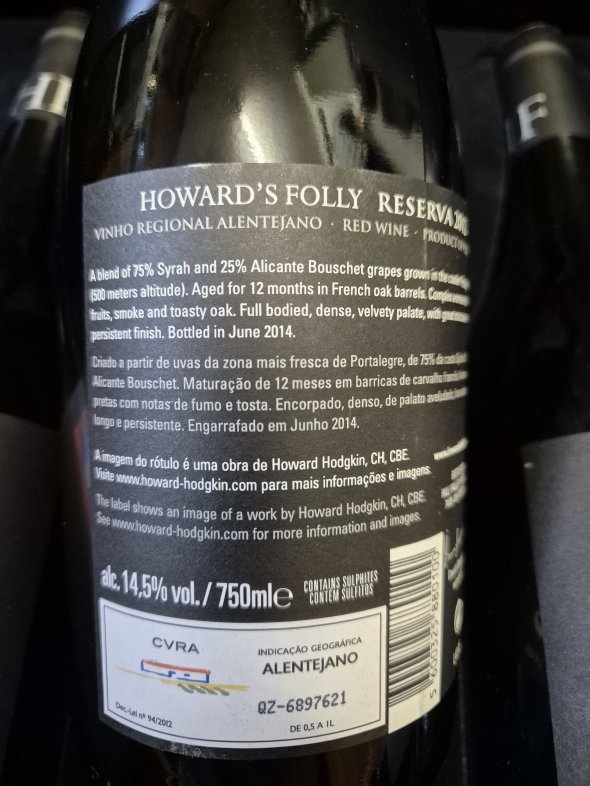 H
F
HOWARD'S FOLLY RESERVA
VINHO REGIONAL ALENTEJANO · RED WINE · PRODUCT
A blend of 75% Syrah and 25% Alicante Bouschet grapes grown in the
(500 meters altitude). Aged for 12 months in French oak barrels. Complex
fruits, smoke and toasty oak. Full bodied, dense, velvety palate, with great
persistent finish. Bottled in June 2014.
Criado a partir de uvas da zona mais fresca de Portalegre, de 75% da casta
Alicante Bouschet. Maturação de 12 meses em barricas de carvalho
pretas com notas de fumo e tosta. Encorpado, denso, de palato aveludado,
longo e persistente. Engarrafado em Junho 2014.
A imagem do rótulo é uma obra de Howard Hodgkin, CH, CBE.
Visite www.howard-hodgkin.com para mais informações e imagens.
The label shows an image of a work by Howard Hodgkin, CH, CBE
See www.howard-hodgkin.com for more information and images.
alc. 14,5% vol. / 750ml e
CONTAINS SULPHITES
CONTÉM SULFITOS
CVRA
Dec.-Lei nº 94/2012
INDICAÇÃO GEOGRÁFICA
ALENTEJANO
QZ-6897621
DE 0,5 A 1L
5 600325 880100